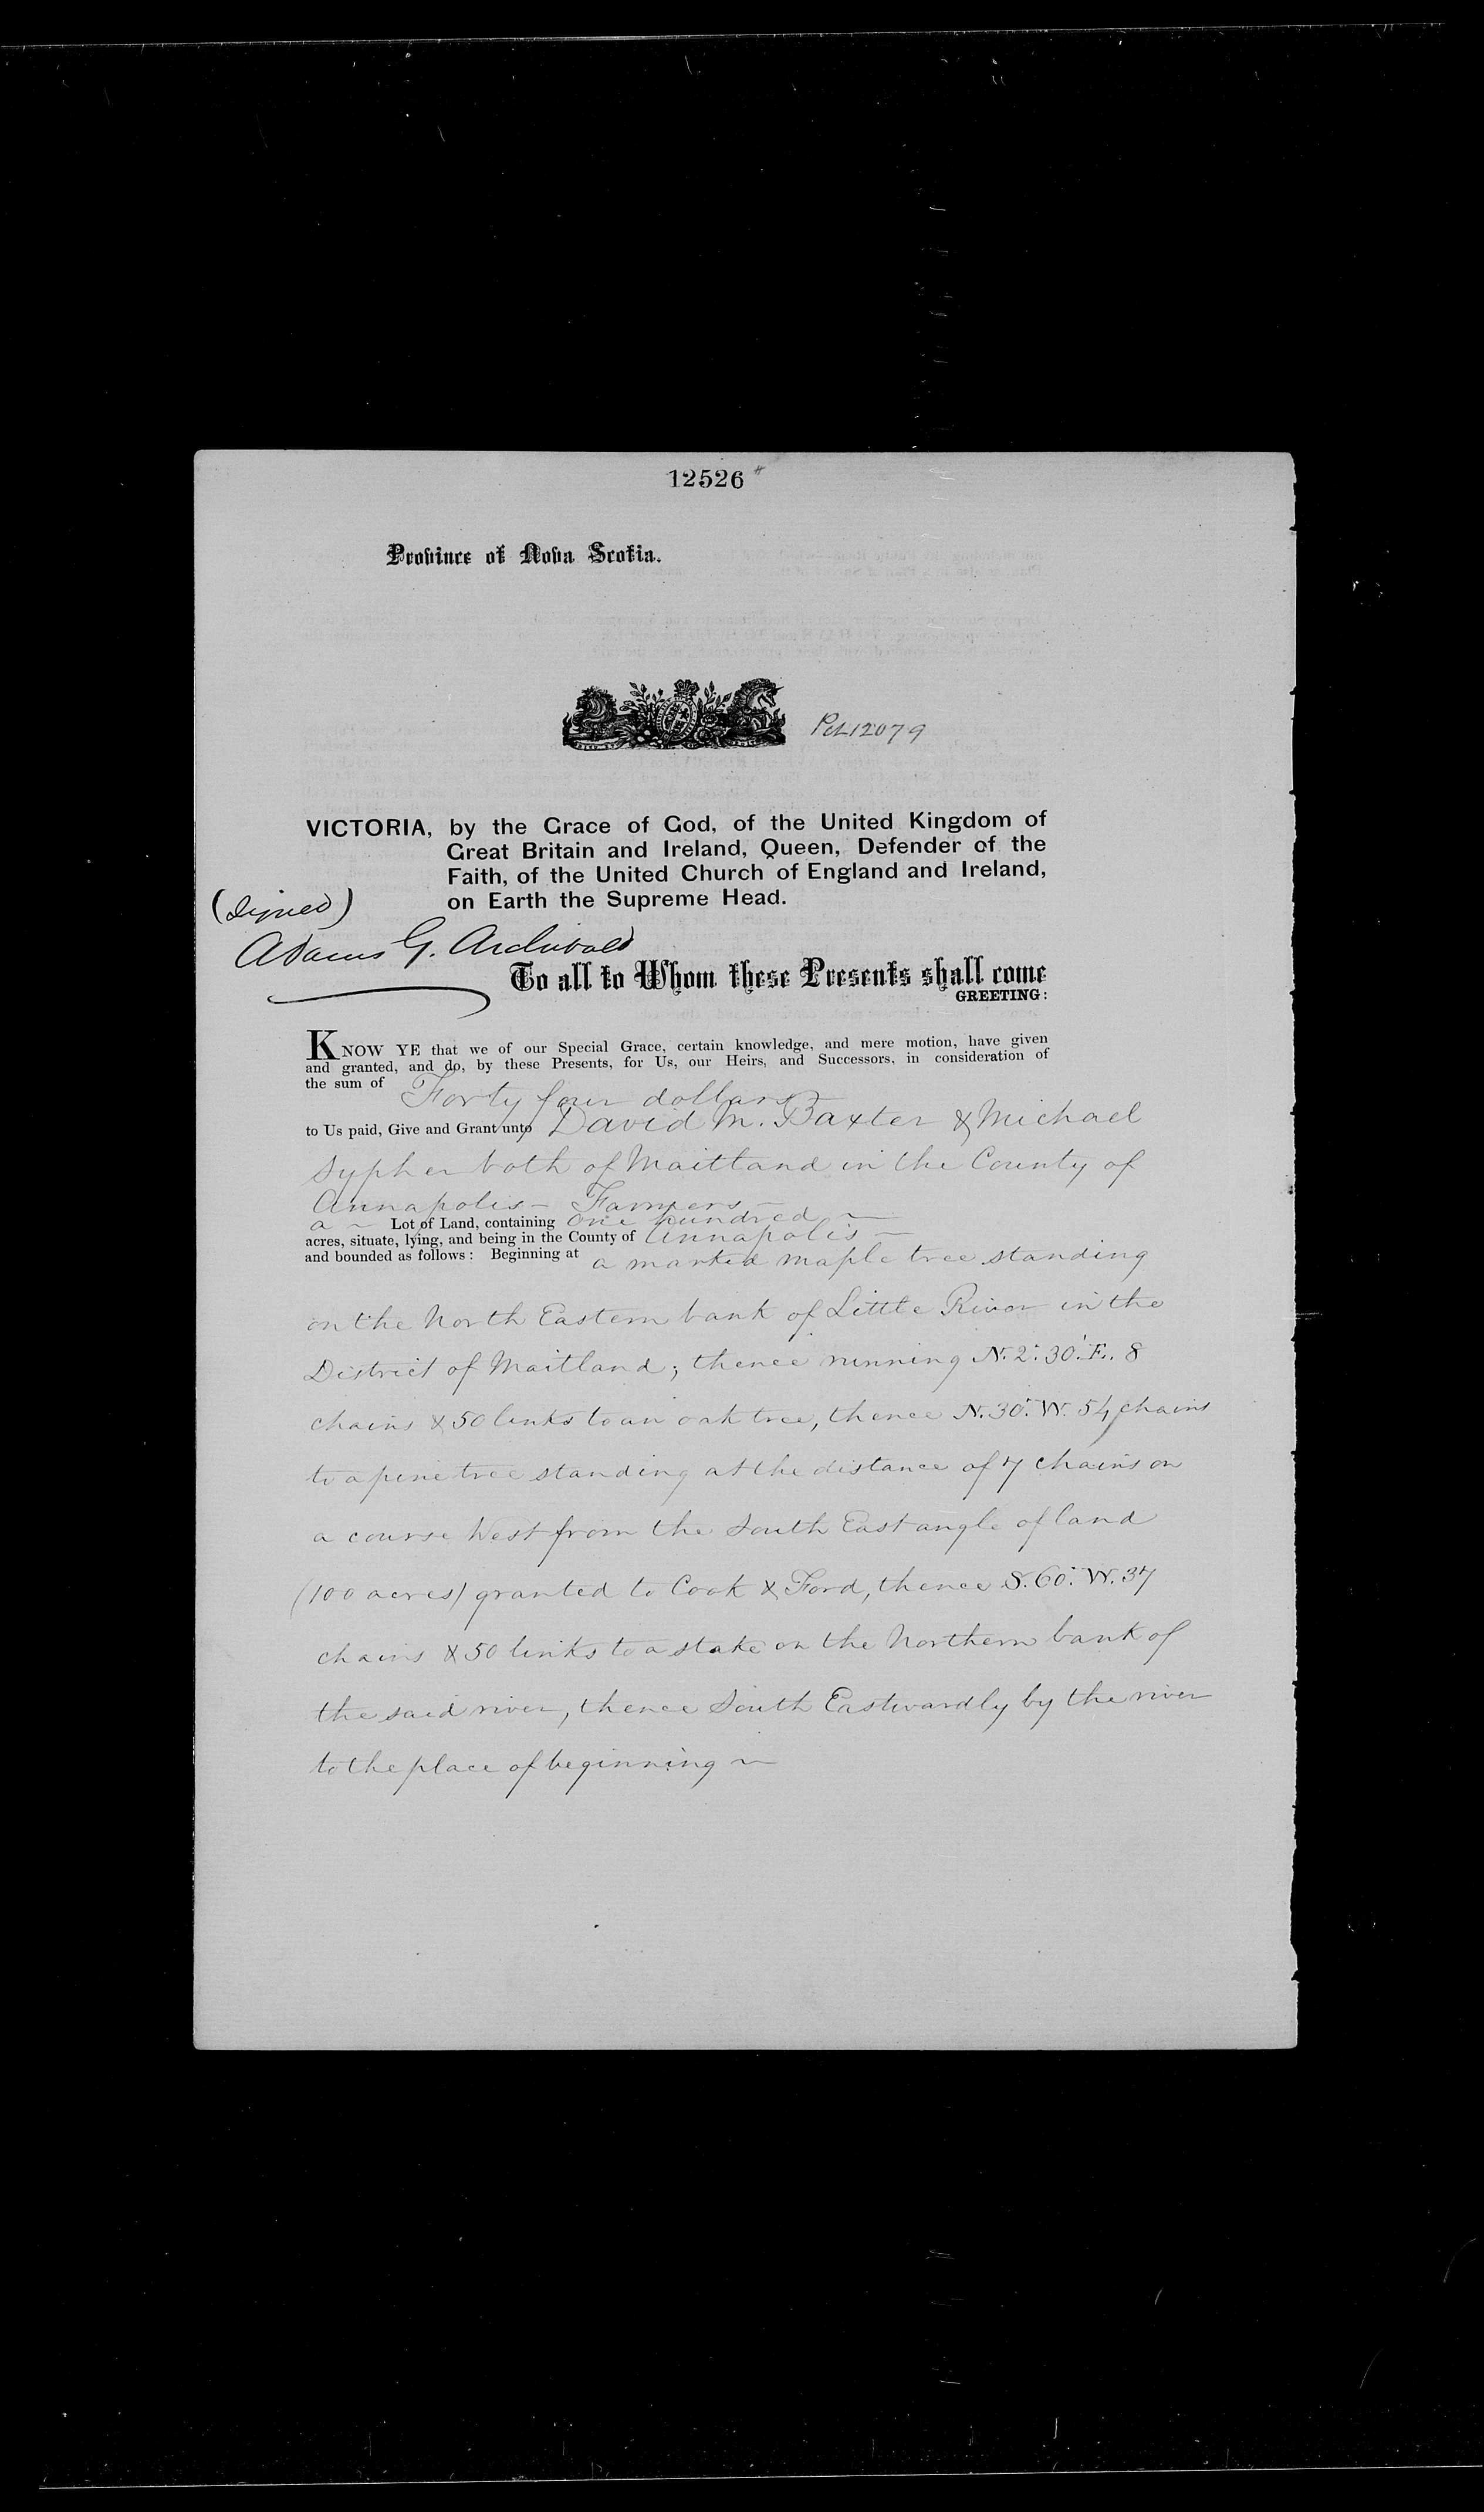 12526
Province of Nova Scotia.
Pet 12079
VICTORIA, by the Grace of God, of the United Kingdom of
Great Britain and Ireland, Queen, Defender of the
Faith, of the United Church of England and Ireland,
on Earth the Supreme Head.
(Signed)
Adams G. Archibald
To all to Whom these Presents shall come
GREETING:
KNOW YE that we of our Special Grace, certain knowledge, and mere motion, have given
and granted, and do, by these Presents, for Us, our Heirs, and Successors, in consideration of
the sum of Forty four dollars
to Us paid, Give and Grant unto David M. Baxter & Michael
Sypher both of Maitland in the County of
Annapolis - Farmers -
a ~ Lot of Land, containing One hundred ~
acres, situate, lying, and being in the County of Annapolis -
and bounded as follows: Beginning at a marked maple tree standing
on the North Eastern bank of Little River in the
District of Maitland; thence running N. 2°. 30'. E. 8
chains & 50 links to an oak tree, thence N. 30°. W. 54 chains
to a pine tree standing at the distance of 7 chains on
a course West from the South East angle of land
(100 acres) granted to Cook & Ford, thence S. 60°. W. 37
chains & 50 links to a stake on the Northern bank of
the said river, thence South Eastwardly by the river
to the place of beginning ~